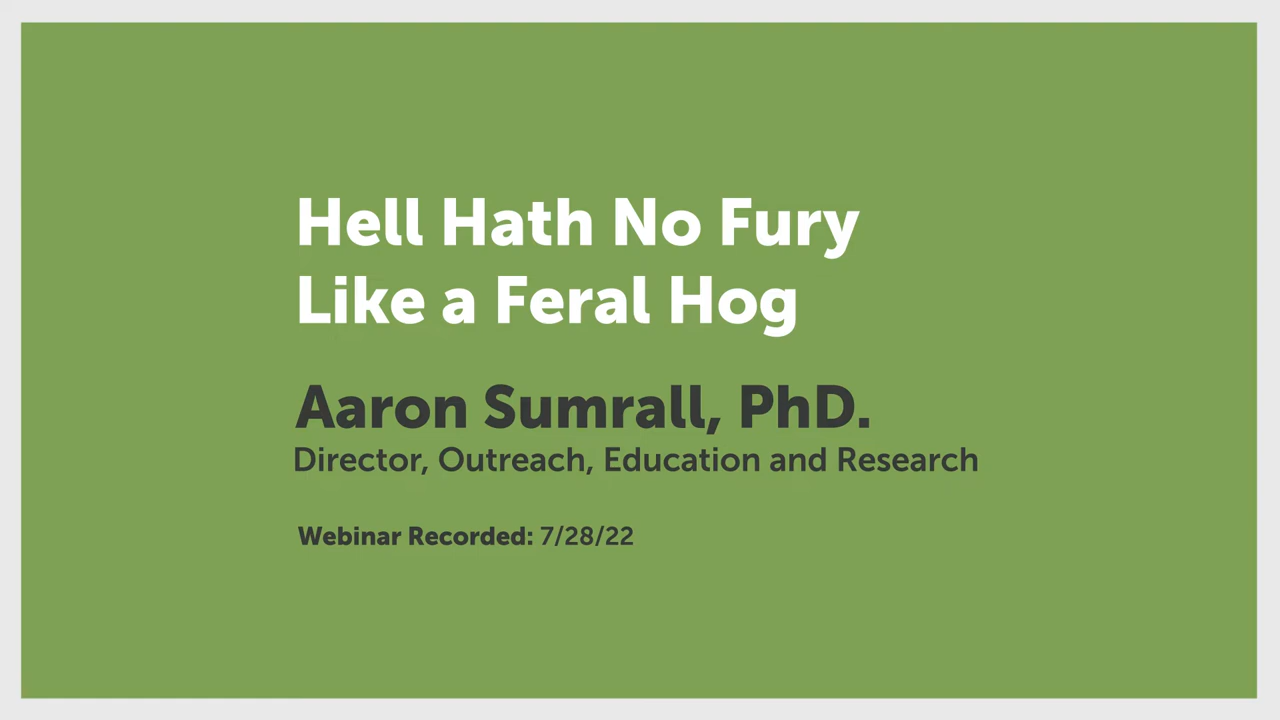 Hell Hath No Fury
Like a Feral Hog
Aaron Sumrall, PhD.
Director, Outreach, Education and Research
Webinar Recorded: 7/28/22